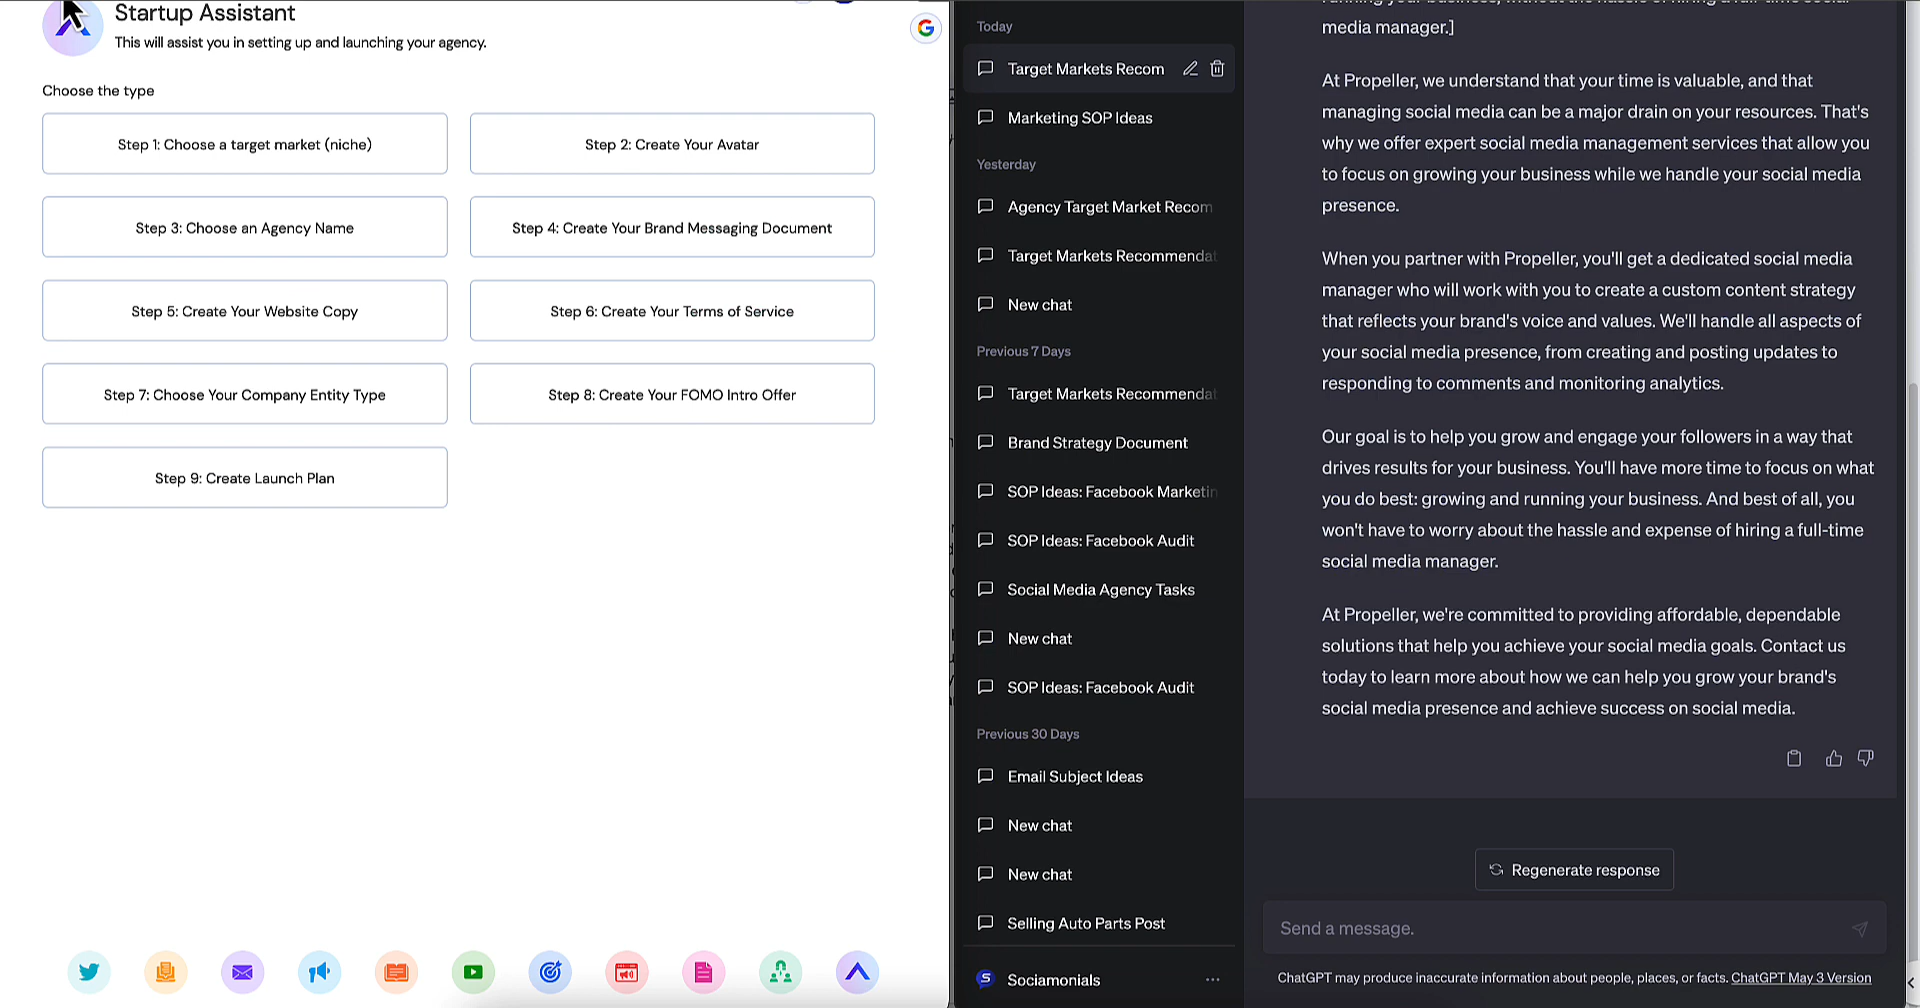 Startup Assistant
This will assist you in setting up and launching your agency.
Choose the type
Step 1: Choose a target market (niche)
Step 2: Create Your Avatar
Step 3: Choose an Agency Name
Step 4: Create Your Brand Messaging Document
Step 5: Create Your Website Copy
Step 6: Create Your Terms of Service
Step 7: Choose Your Company Entity Type
Step 8: Create Your FOMO Intro Offer
Step 9: Create Launch Plan
Today
Target Markets Recom
Marketing SOP Ideas
Yesterday
Agency Target Market Recom
Target Markets Recommendat
New chat
Previous 7 Days
Target Markets Recommendat
Brand Strategy Document
SOP Ideas: Facebook Marketin
SOP Ideas: Facebook Audit
Social Media Agency Tasks
New chat
SOP Ideas: Facebook Audit
Previous 30 Days
Email Subject Ideas
New chat
New chat
Selling Auto Parts Post
Sociamonials
running your business, without the hassle of hiring a full-time social
media manager.]
At Propeller, we understand that your time is valuable, and that
managing social media can be a major drain on your resources. That's
why we offer expert social media management services that allow you
to focus on growing your business while we handle your social media
presence.
When you partner with Propeller, you'll get a dedicated social media
manager who will work with you to create a custom content strategy
that reflects your brand's voice and values. We'll handle all aspects of
your social media presence, from creating and posting updates to
responding to comments and monitoring analytics.
Our goal is to help you grow and engage your followers in a way that
drives results for your business. You'll have more time to focus on what
you do best: growing and running your business. And best of all, you
won't have to worry about the hassle and expense of hiring a full-time
social media manager.
At Propeller, we're committed to providing affordable, dependable
solutions that help you achieve your social media goals. Contact us
today to learn more about how we can help you grow your brand's
social media presence and achieve success on social media.
Regenerate response
Send a message.
ChatGPT may produce inaccurate information about people, places, or facts. ChatGPT May 3 Version